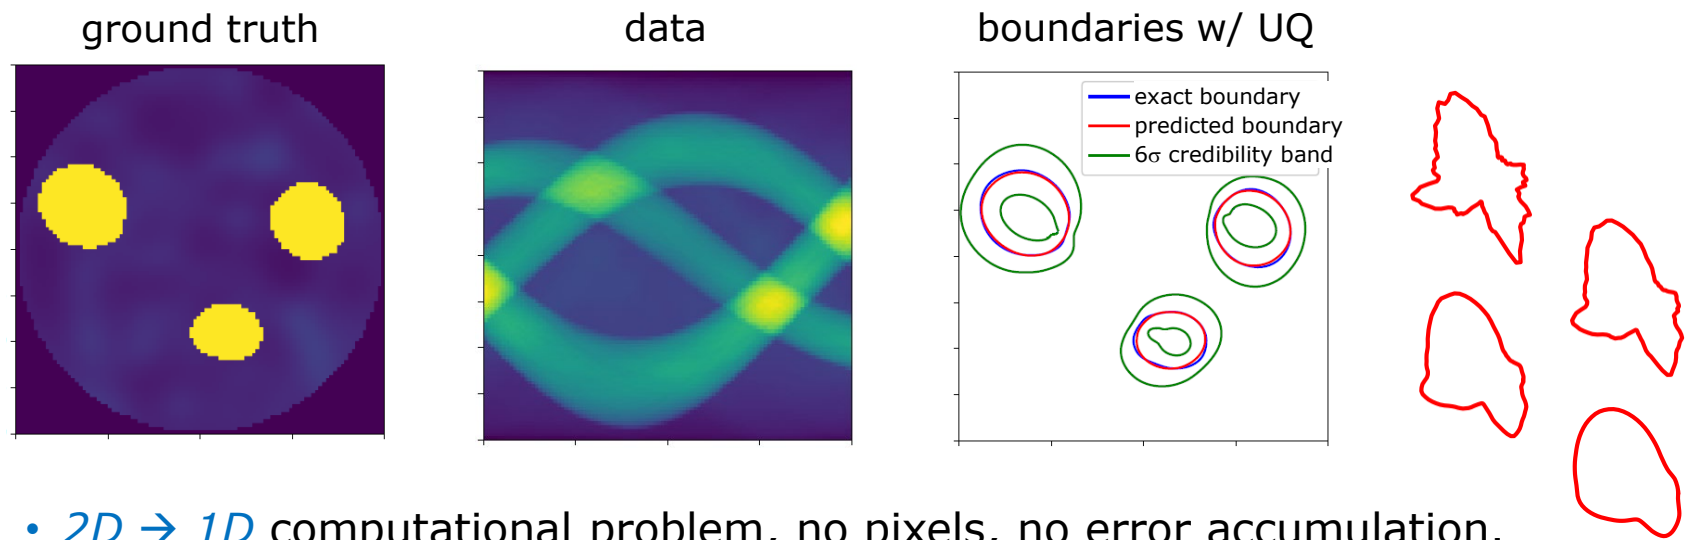 ground truth
data
boundaries w/ UQ
exact boundary
predicted boundary
6σ credibility band
• 2D → 1D computational problem, no pixels, no error accumulation.